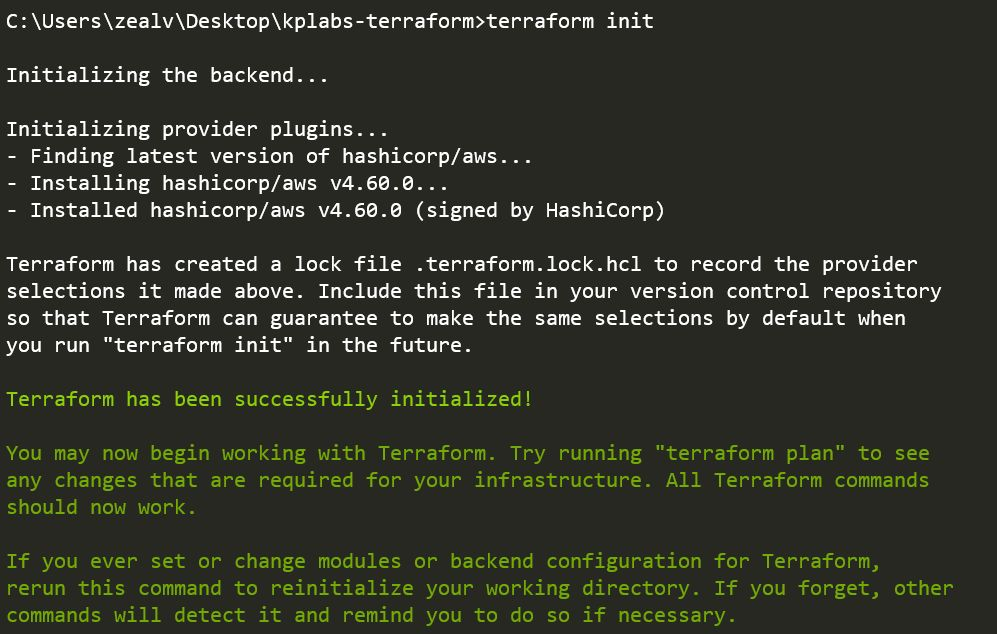 C:\Users\zealv\Desktop\kplabs-terraform>terraform init
Initializing the backend...
Initializing provider plugins...
- Finding latest version of hashicorp/aws...
- Installing hashicorp/aws v4.60.0...
- Installed hashicorp/aws v4.60.0 (signed by HashiCorp)
Terraform has created a lock file .terraform.lock.hcl to record the provider
selections it made above. Include this file in your version control repository
so that Terraform can guarantee to make the same selections by default when
you run "terraform init" in the future.
Terraform has been successfully initialized!
You may now begin working with Terraform. Try running "terraform plan" to see
any changes that are required for your infrastructure. All Terraform commands
should now work.
If you ever set or change modules or backend configuration for Terraform,
rerun this command to reinitialize your working directory. If you forget, other
commands will detect it and remind you to do so if necessary.